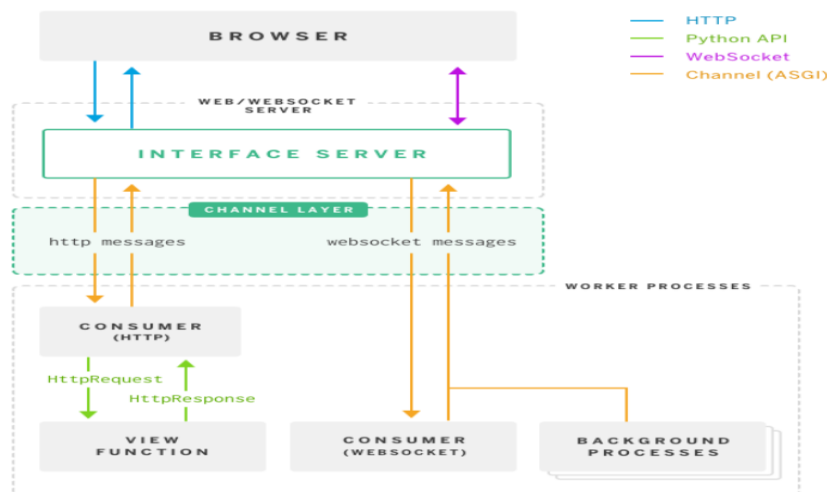 BROWSER
HTTP
Python API
WebSocket
Channel (ASGI)
WEB/WEBSOCKET
SERVER
INTERFACE SERVER
CHANNEL LAYER
http messages
websocket messages
WORKER PROCESSES
CONSUMER
(HTTP)
HttpRequest
HttpResponse
VIEW
FUNCTION
CONSUMER
(WEBSOCKET)
BACKGROUND
PROCESSES